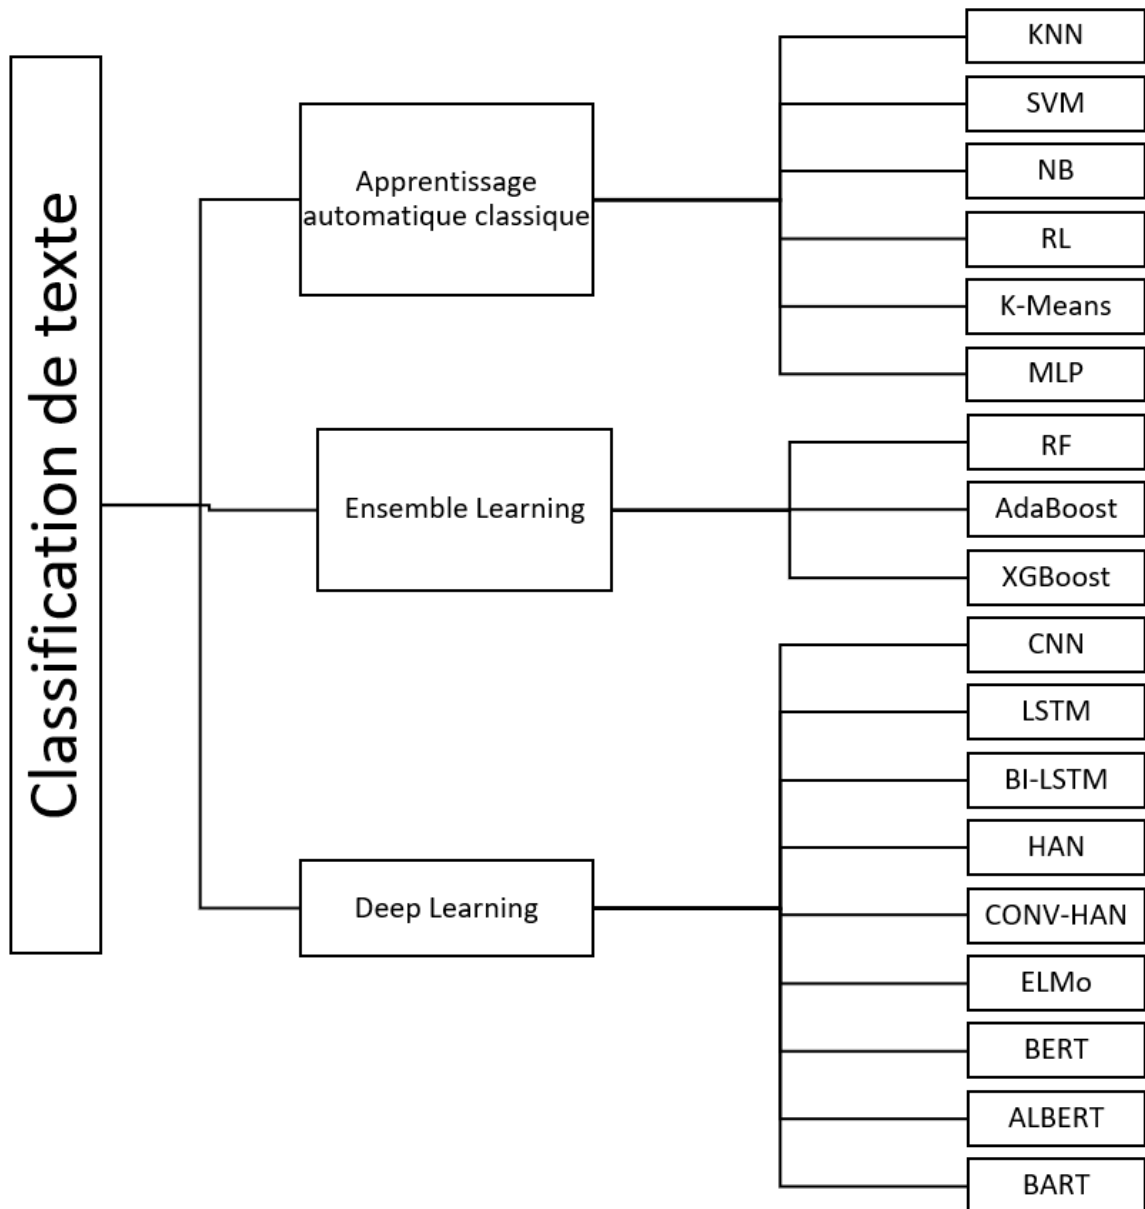 Classification de texte
Apprentissage
automatique classique
Ensemble Learning
Deep Learning
KNN
SVM
NB
RL
K-Means
MLP
RF
AdaBoost
XGBoost
CNN
LSTM
BI-LSTM
HAN
CONV-HAN
ELMo
BERT
ALBERT
BART